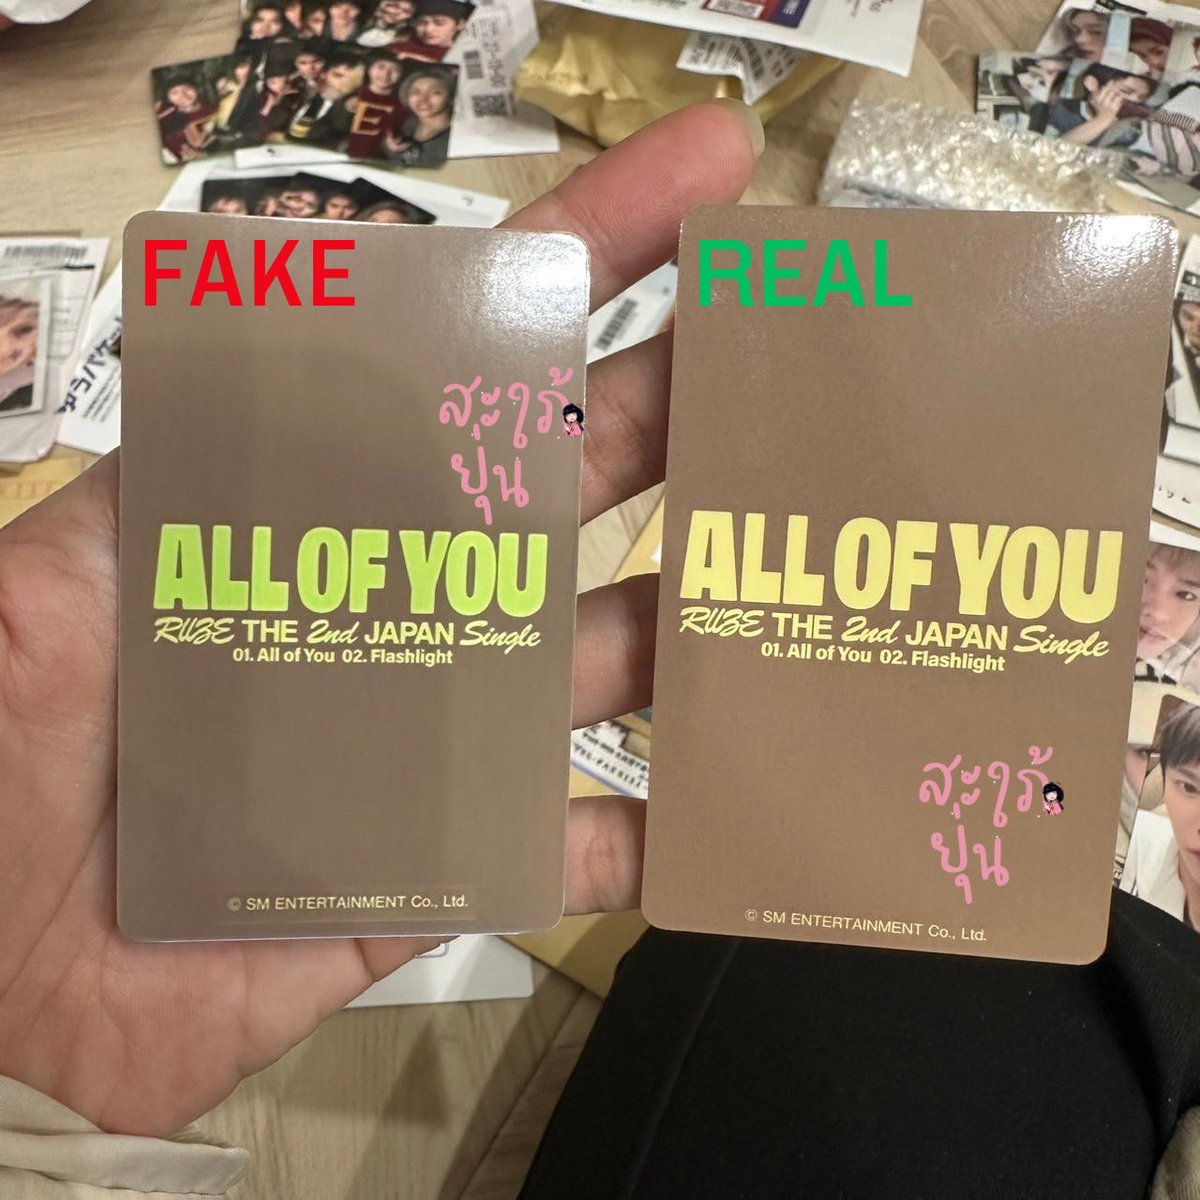 FAKE
สะใภ้
ยุ่น
ALL OF YOU
RIIZE THE 2nd JAPAN Single
01. All of You 02. Flashlight
© SM ENTERTAINMENT Co., Ltd.
REAL
ALL OF YOU
RIIZE THE 2nd JAPAN Single
01. All of You 02. Flashlight
สะใภ้
ยุ่น
© SM ENTERTAINMENT Co., Ltd.
E